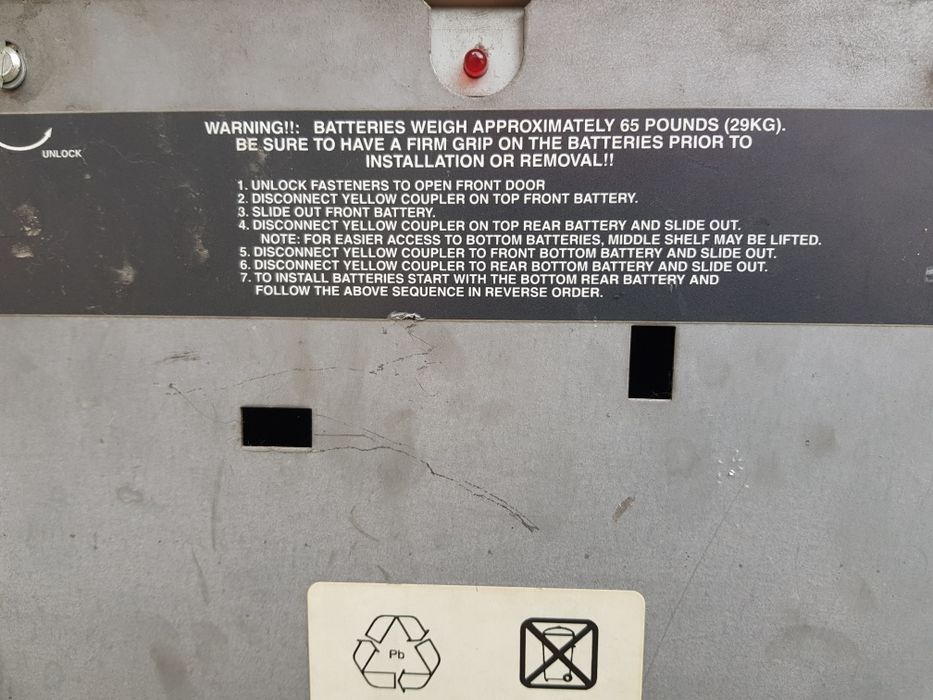 UNLOCK
WARNING!!: BATTERIES WEIGH APPROXIMATELY 65 POUNDS (29KG).
BE SURE TO HAVE A FIRM GRIP ON THE BATTERIES PRIOR TO
INSTALLATION OR REMOVAL!!
1. UNLOCK FASTENERS TO OPEN FRONT DOOR
2. DISCONNECT YELLOW COUPLER ON TOP FRONT BATTERY.
3. SLIDE OUT FRONT BATTERY.
4. DISCONNECT YELLOW COUPLER ON TOP REAR BATTERY AND SLIDE OUT.
NOTE: FOR EASIER ACCESS TO BOTTOM BATTERIES, MIDDLE SHELF MAY BE LIFTED.
5. DISCONNECT YELLOW COUPLER TO FRONT BOTTOM BATTERY AND SLIDE OUT.
6. DISCONNECT YELLOW COUPLER TO REAR BOTTOM BATTERY AND SLIDE OUT.
7. TO INSTALL BATTERIES START WITH THE BOTTOM REAR BATTERY AND
FOLLOW THE ABOVE SEQUENCE IN REVERSE ORDER.
Pb